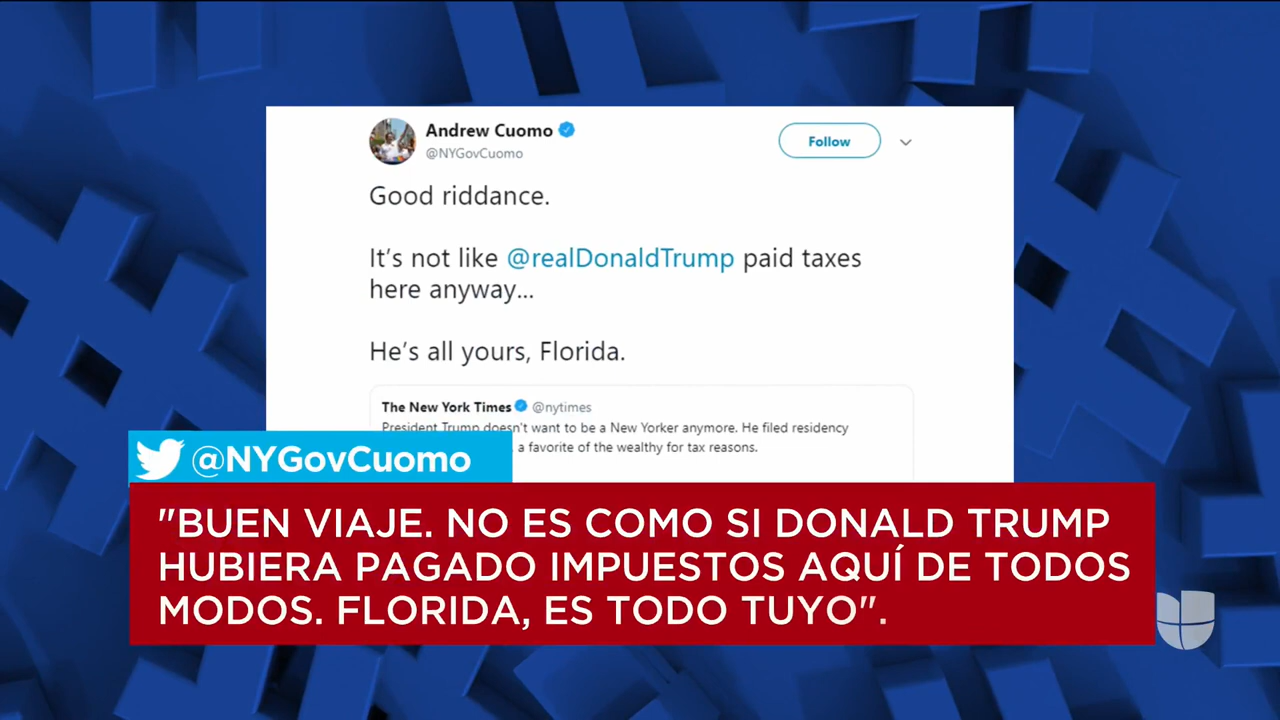 Andrew Cuomo
@NYGovCuomo
Follow
Good riddance.
It's not like @realDonaldTrump paid taxes
here anyway...
He's all yours, Florida.
The New York Times @nytimes
President Trump doesn't want to be a New Yorker anymore. He filed residency
a favorite of the wealthy for tax reasons.
@NYGovCuomo
"BUEN VIAJE. NO ES COMO SI DONALD TRUMP
HUBIERA PAGADO IMPUESTOS AQUÍ DE TODOS
MODOS. FLORIDA, ES TODO TUYO".